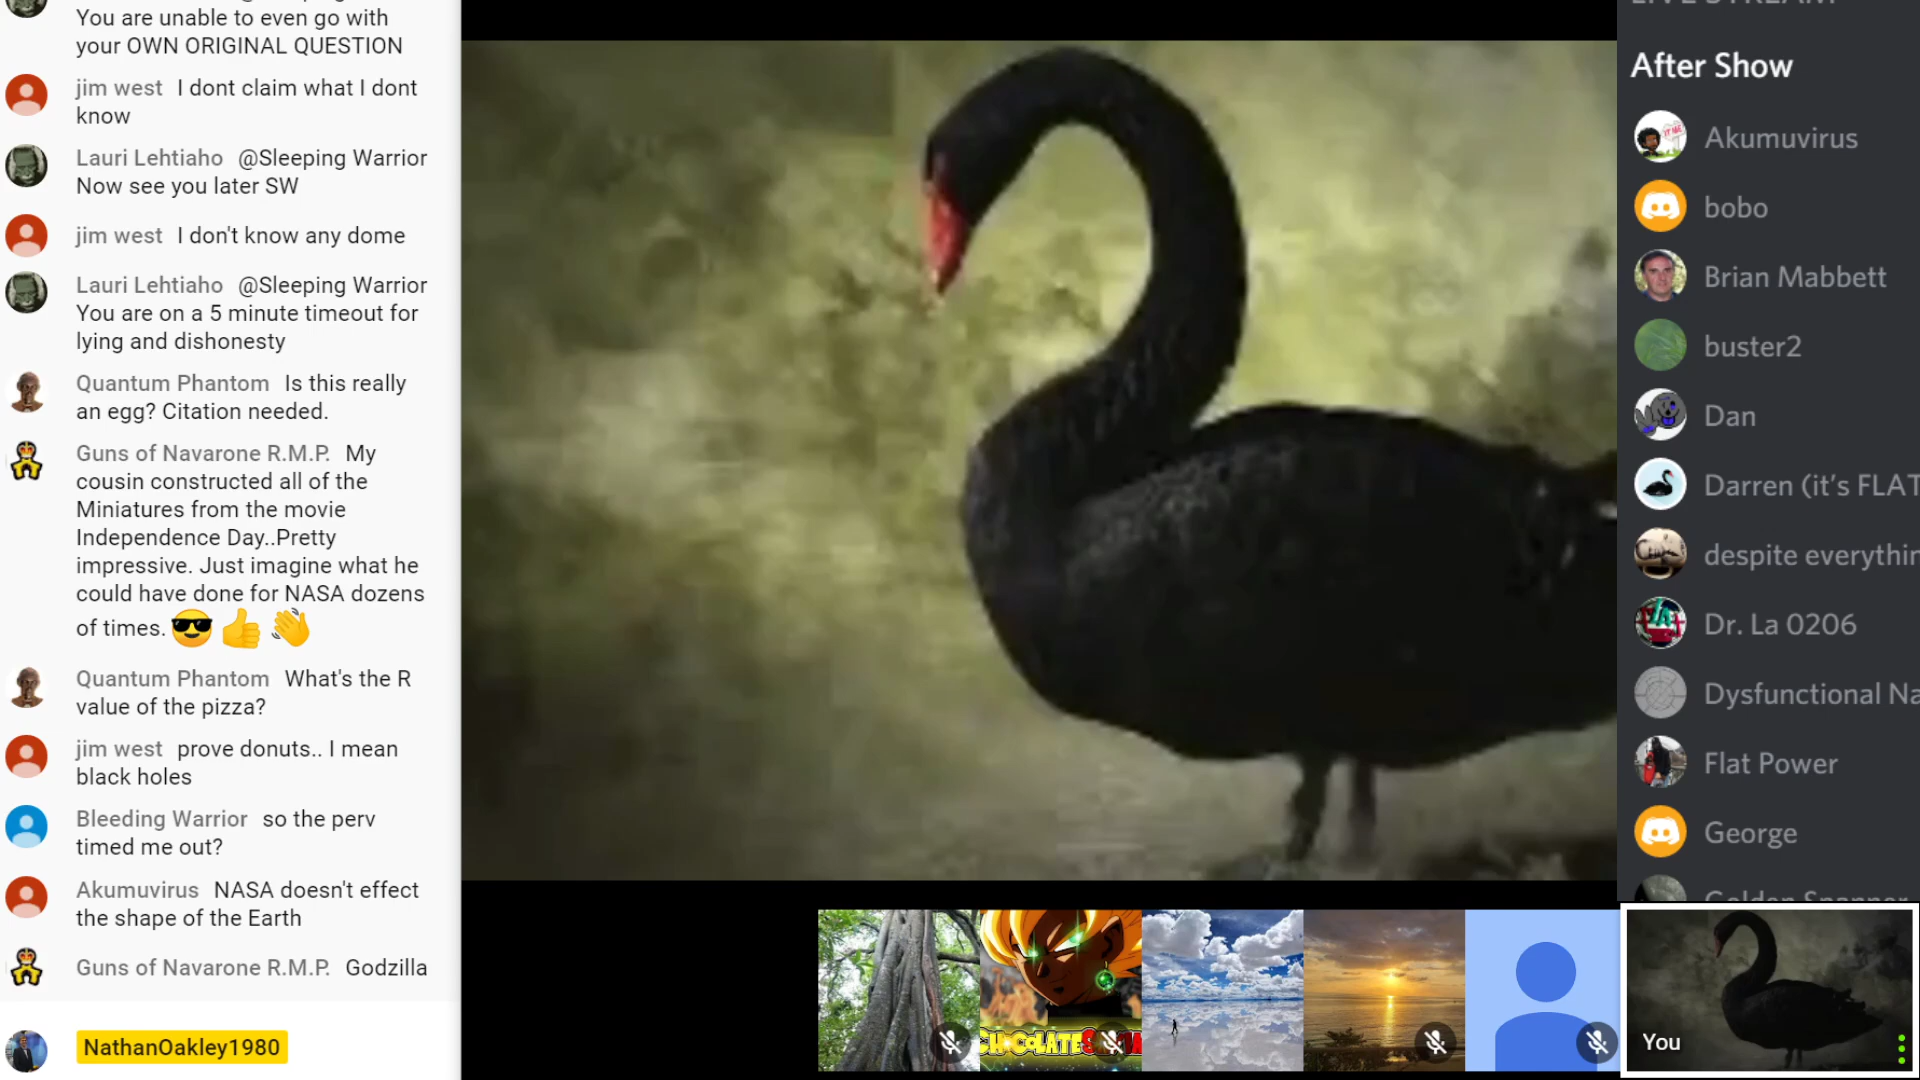 You are unable to even go with
your OWN ORIGINAL QUESTION
jim west I dont claim what I dont
know
Lauri Lehtiaho @Sleeping Warrior
Now see you later SW
jim west I don't know any dome
Lauri Lehtiaho @Sleeping Warrior
You are on a 5 minute timeout for
lying and dishonesty
Quantum Phantom Is this really
an egg? Citation needed.
Guns of Navarone R.M.P. My
cousin constructed all of the
Miniatures from the movie
Independence Day..Pretty
impressive. Just imagine what he
could have done for NASA dozens
of times.😎👍👋
Quantum Phantom What's the R
value of the pizza?
jim west prove donuts.. I mean
black holes
Bleeding Warrior so the perv
timed me out?
Akumuvirus NASA doesn't effect
the shape of the Earth
Guns of Navarone R.M.P. Godzilla
NathanOakley1980
You
After Show
Akumuvirus
bobo
Brian Mabbett
buster2
Dan
Darren (it's FLAT
despite everythin
Dr. La 0206
Dysfunctional Na
Flat Power
George